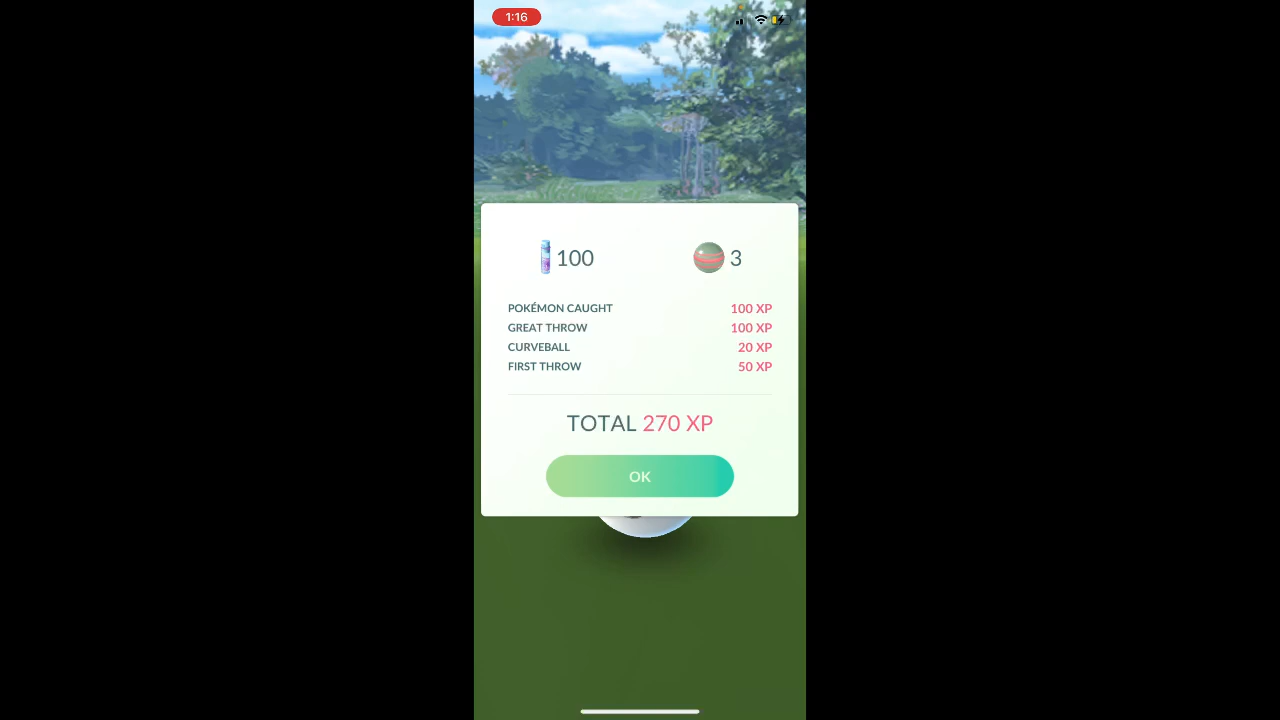 1:16
100 3
POKÉMON CAUGHT 100 XP
GREAT THROW 100 XP
CURVEBALL 20 XP
FIRST THROW 50 XP
TOTAL 270 XP
OK